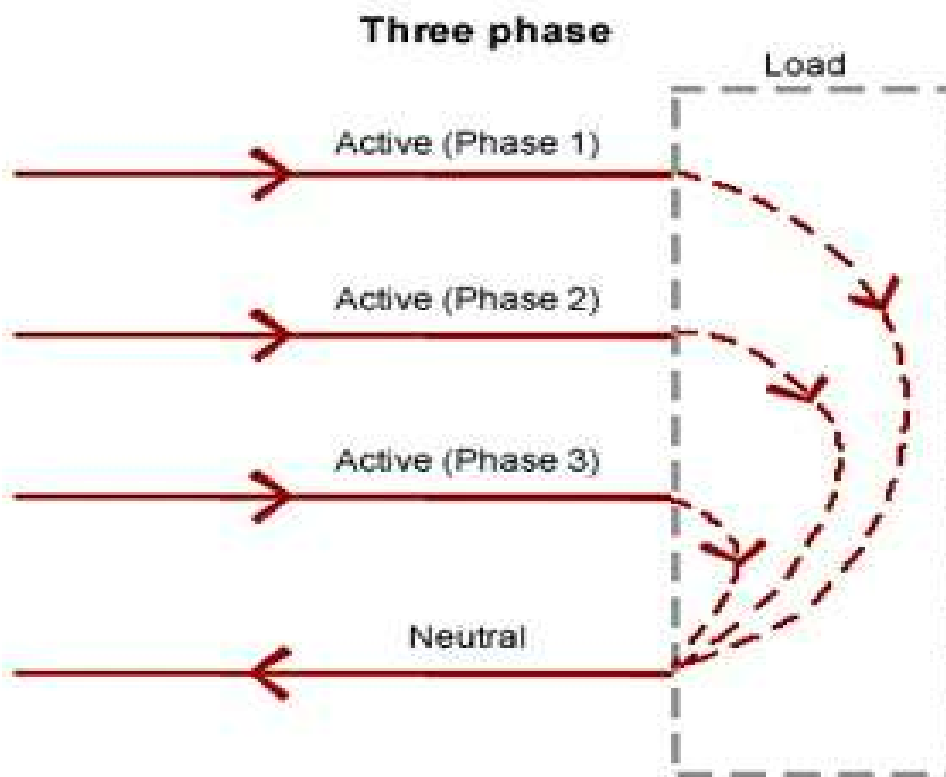 Three phase
Load
Active (Phase 1)
Active (Phase 2)
Active (Phase 3)
Neutral